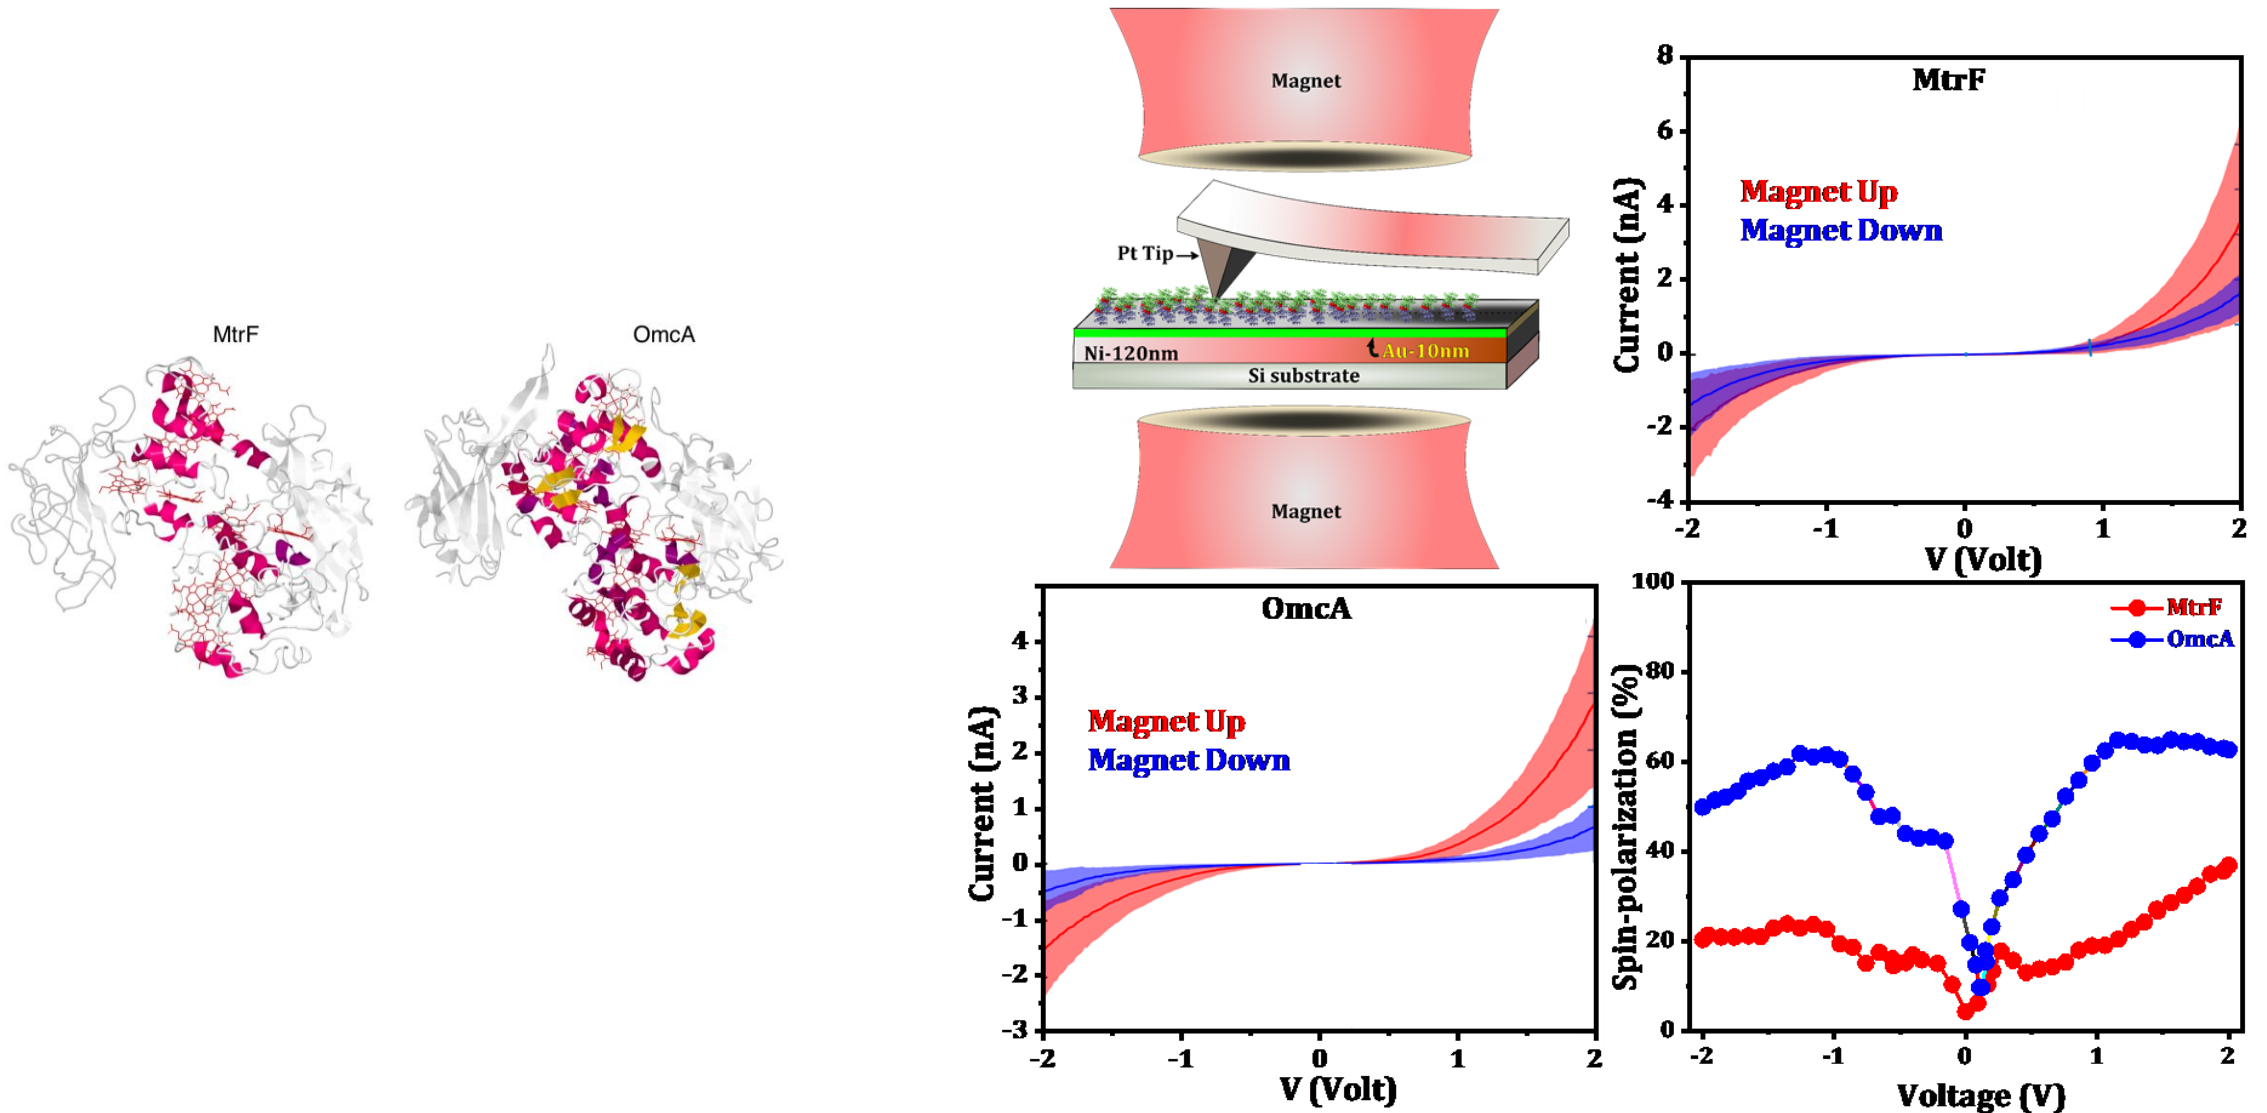 MtrF
OmcA
Magnet
Pt Tip
Ni-120nm
Au-10nm
Si substrate
Magnet
MtrF
Magnet Up
Magnet Down
Current (nA)
8
6
4
2
0
-2
-4
-2
-1
0
1
2
V (Volt)
OmcA
Magnet Up
Magnet Down
Current (nA)
4
3
2
1
0
-1
-2
-3
-2
-1
0
1
2
V (Volt)
MtrF
OmcA
Spin-polarization (%)
100
80
60
40
20
0
-2
-1
0
1
2
Voltage (V)